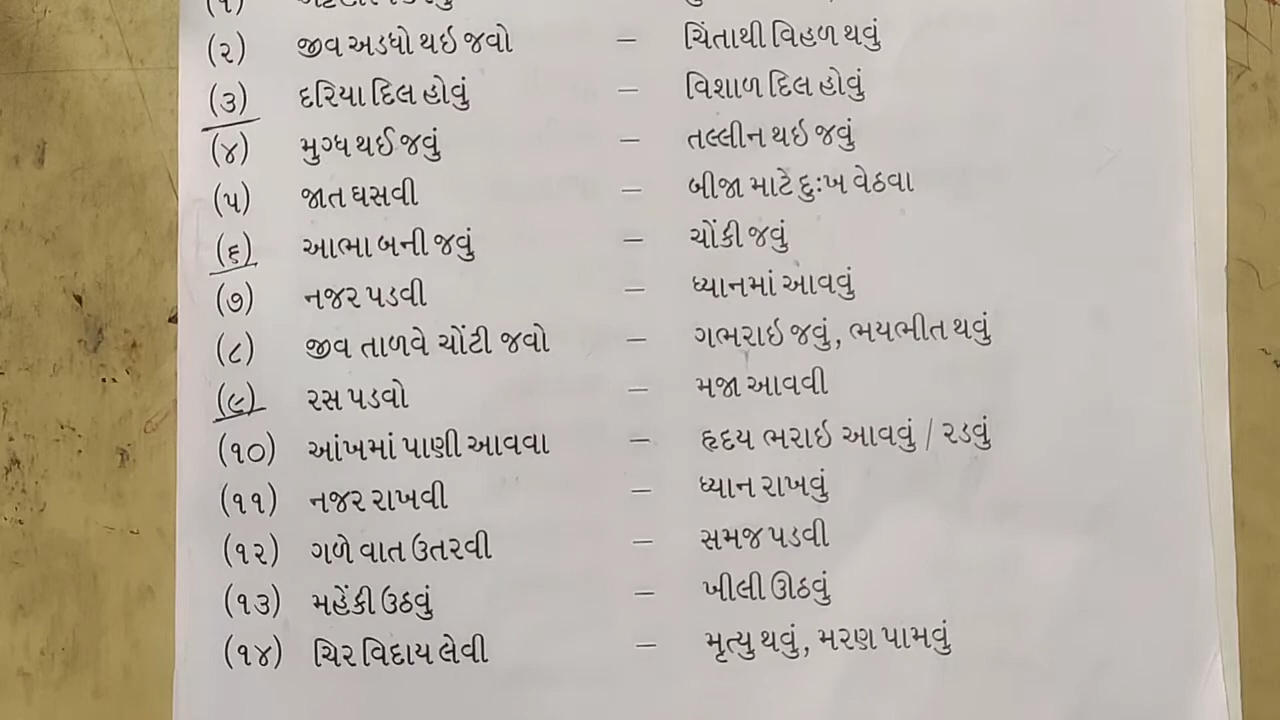 (૧)
(૨) જીવ અડધો થઇ જવો – ચિંતાથી વિહળ થવું
(૩) દરિયા દિલ હોવું – વિશાળ દિલ હોવું
(૪) મુગ્ધ થઈ જવું – તલ્લીન થઇ જવું
(૫) જાત ઘસવી – બીજા માટે દુઃખ વેઠવા
(૬) આભા બની જવું – ચોંકી જવું
(૭) નજર પડવી – ધ્યાનમાં આવવું
(૮) જીવ તાળવે ચોંટી જવો – ગભરાઇ જવું, ભયભીત થવું
(૯) રસ પડવો – મજા આવવી
(૧૦) આંખમાં પાણી આવવા – હૃદય ભરાઇ આવવું / રડવું
(૧૧) નજર રાખવી – ધ્યાન રાખવું
(૧૨) ગળે વાત ઉતરવી – સમજ પડવી
(૧૩) મહેંકી ઉઠવું – ખીલી ઊઠવું
(૧૪) ચિર વિદાય લેવી – મૃત્યુ થવું, મરણ પામવું